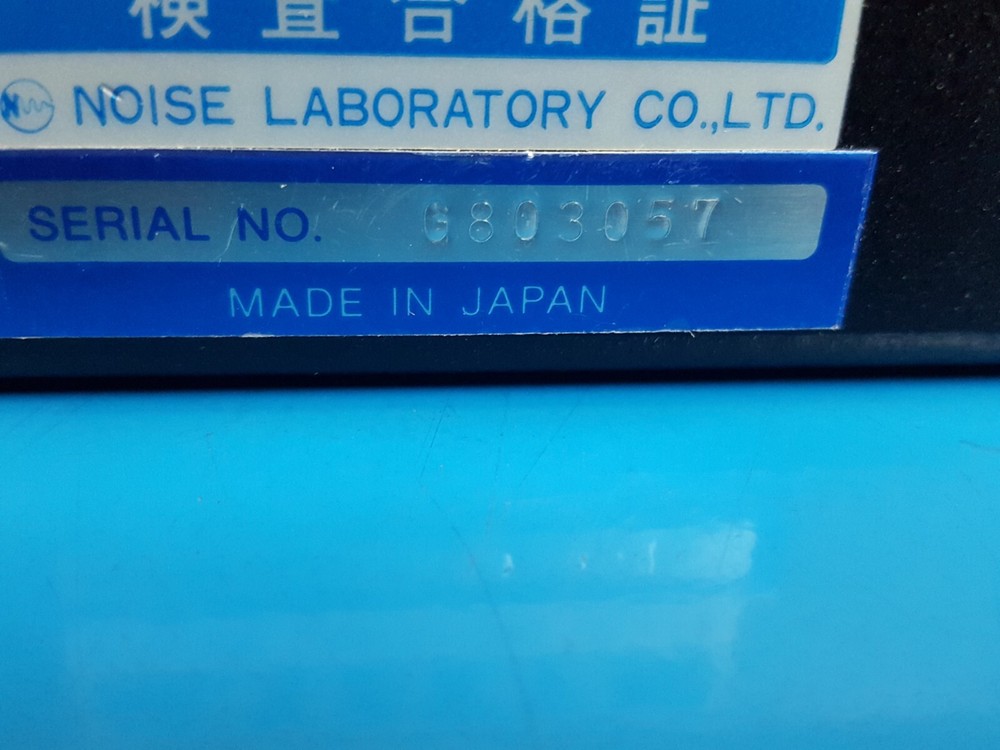 検査合格証
NOISE LABORATORY CO.,LTD.
SERIAL NO. G803057
MADE IN JAPAN